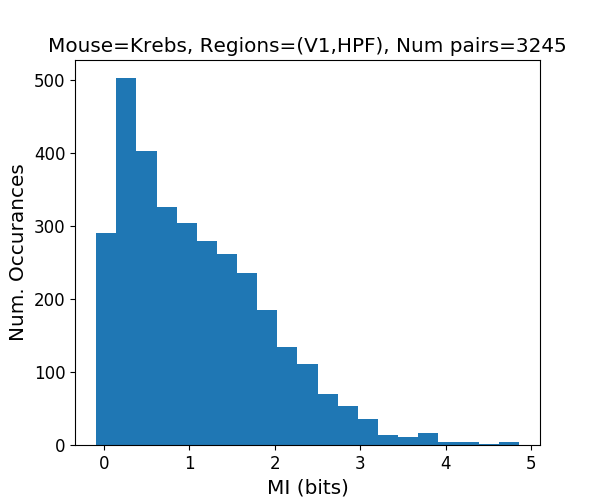 Mouse=Krebs, Regions=(V1,HPF), Num pairs=3245
Num. Occurances
500
400
300
200
100
0
0 1 2 3 4 5
MI (bits)